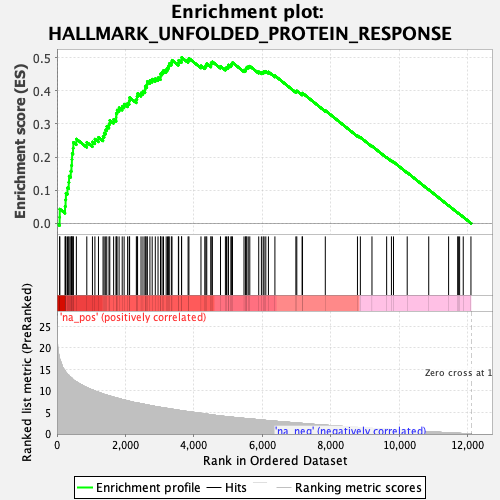 Enrichment plot:
HALLMARK_UNFOLDED_PROTEIN_RESPONSE
Enrichment score (ES)
0.5
0.4
0.3
0.2
0.1
0.0
'na_pos' (positively correlated)
Ranked list metric (PreRanked)
25
20
15
10
5
0
Zero cross at 1
'na_neg' (negatively correlated)
0
2,000
4,000
6,000
8,000
10,000
12,000
Rank in Ordered Dataset
Enrichment profile
Hits
Ranking metric scores